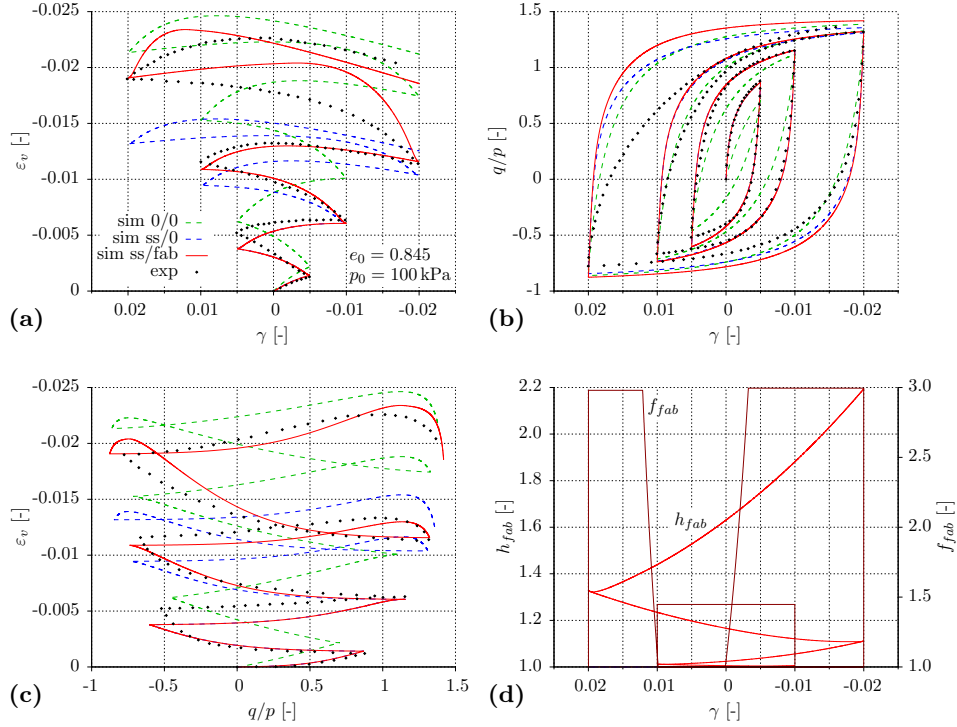 -0.025
-0.02
-0.015
-0.01
-0.005
0
0.02
0.01
0
-0.01
-0.02
ε_v [-]
γ [-]
sim 0/0
sim ss/0
sim ss/fab
exp
e_0 = 0.845
p_0 = 100 kPa
(a)
1.5
1
0.5
0
-0.5
-1
0.02
0.01
0
-0.01
-0.02
q/p [-]
γ [-]
(b)
-0.025
-0.02
-0.015
-0.01
-0.005
0
-1
-0.5
0
0.5
1
1.5
ε_v [-]
q/p [-]
(c)
2.2
2.0
1.8
1.6
1.4
1.2
1.0
3.0
2.5
2.0
1.5
1.0
0.02
0.01
0
-0.01
-0.02
h_fab [-]
f_fab [-]
f_fab
h_fab
γ [-]
(d)